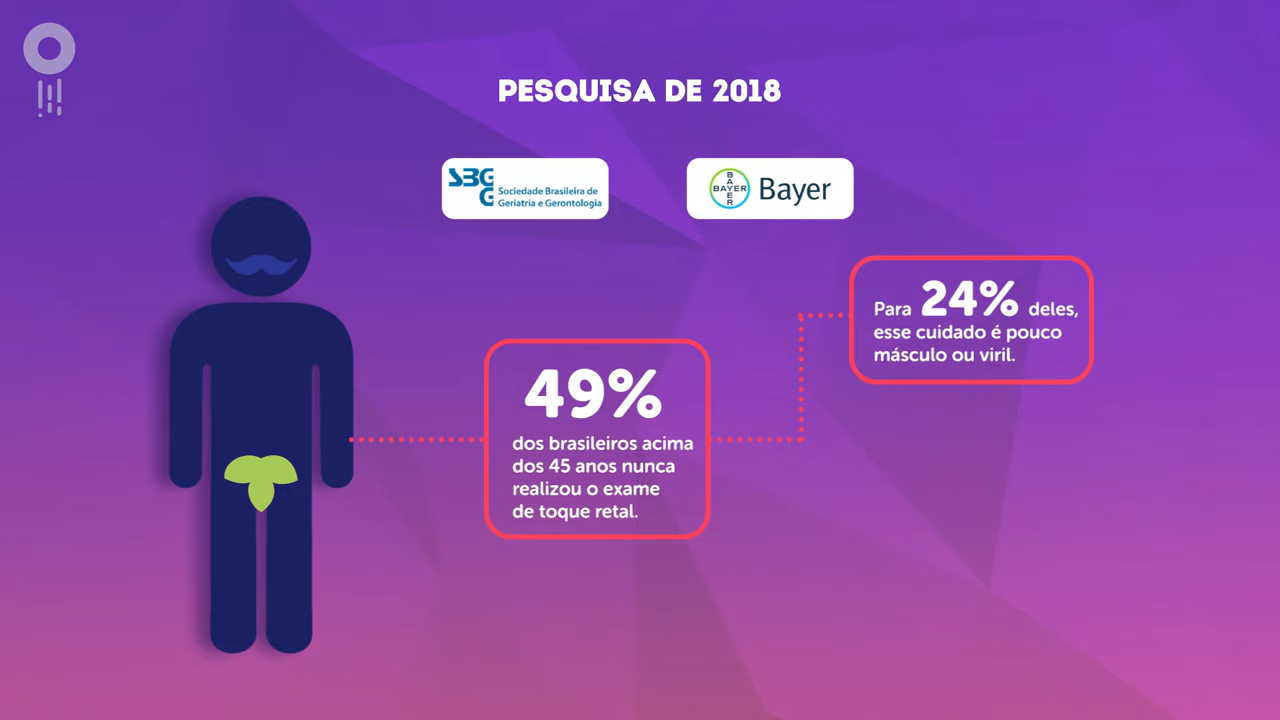 PESQUISA DE 2018
SBGG
Sociedade Brasileira de
Geriatria e Gerontologia
BAYER
BAYER
Bayer
Para 24% deles,
esse cuidado é pouco
másculo ou viril.
49%
dos brasileiros acima
dos 45 anos nunca
realizou o exame
de toque retal.